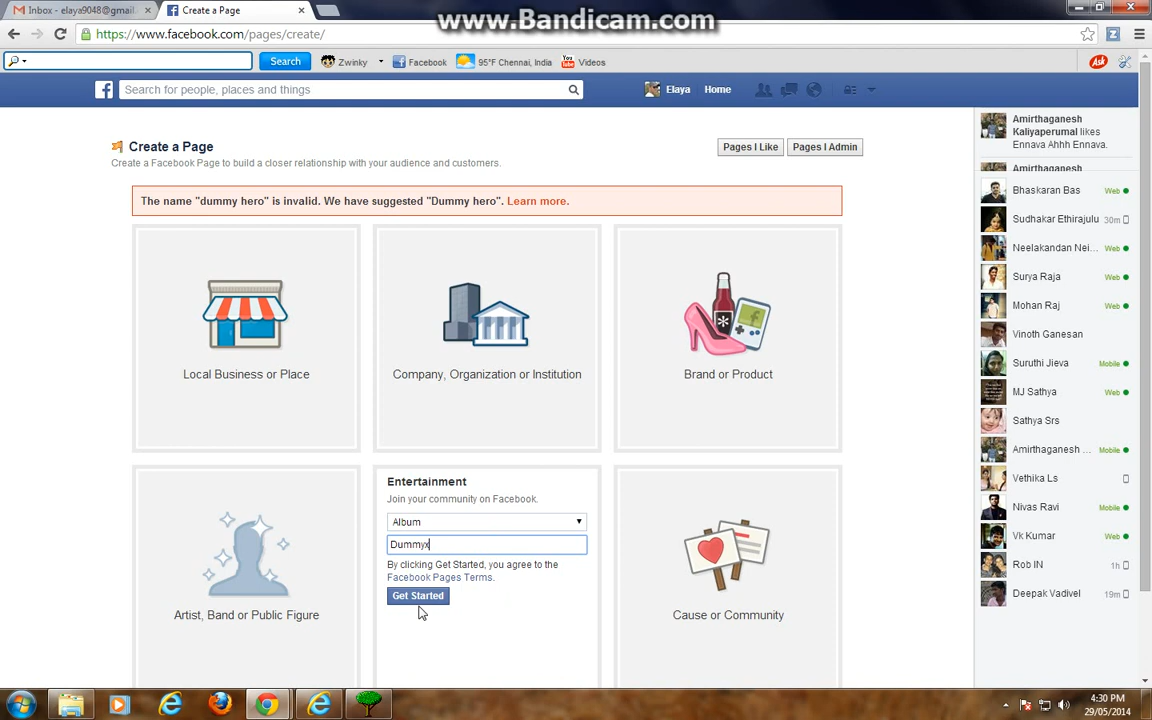 www.Bandicam.com
Inbox - elaya9048@gmail
Create a Page
https://www.facebook.com/pages/create/
Search
Zwinky
Facebook
95°F Chennai, India
You Tube
Videos
Ask
Search for people, places and things
Elaya
Home
Create a Page
Create a Facebook Page to build a closer relationship with your audience and customers.
Pages I Like
Pages I Admin
The name "dummy hero" is invalid. We have suggested "Dummy hero". Learn more.
Local Business or Place
Company, Organization or Institution
Brand or Product
Artist, Band or Public Figure
Entertainment
Join your community on Facebook.
Album
Dummyx
By clicking Get Started, you agree to the
Facebook Pages Terms.
Get Started
Cause or Community
Amirthaganesh
Kaliyaperumal likes
Ennava Ahhh Ennava.
Amirthaganesh
Bhaskaran Bas Web
Sudhakar Ethirajulu 30m
Neelakandan Nei... Web
Surya Raja Web
Mohan Raj Web
Vinoth Ganesan
Suruthi Jieva Mobile
MJ Sathya Web
Sathya Srs
Amirthaganesh ... Mobile
Vethika Ls
Nivas Ravi Mobile
Vk Kumar Web
Rob IN 1h
Deepak Vadivel 19m
4:30 PM
29/05/2014